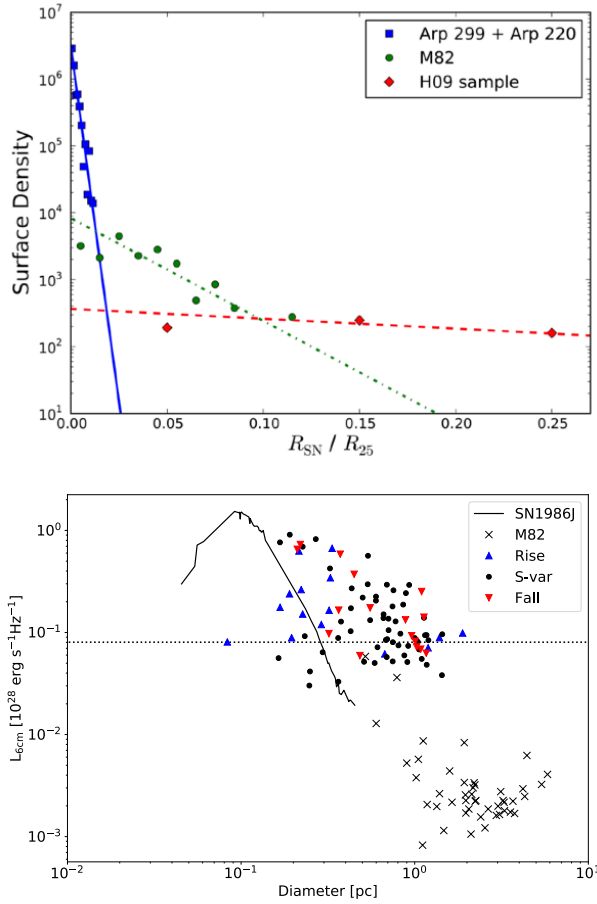 10^7
10^6
10^5
10^4
10^3
10^2
10^1
Surface Density
Arp 299 + Arp 220
M82
H09 sample
0.00 0.05 0.10 0.15 0.20 0.25
R_SN / R_25
10^0
10^-1
10^-2
10^-3
L_6cm [10^28 erg s^-1 Hz^-1]
SN1986J
M82
Rise
S-var
Fall
10^-2 10^-1 10^0 10^1
Diameter [pc]